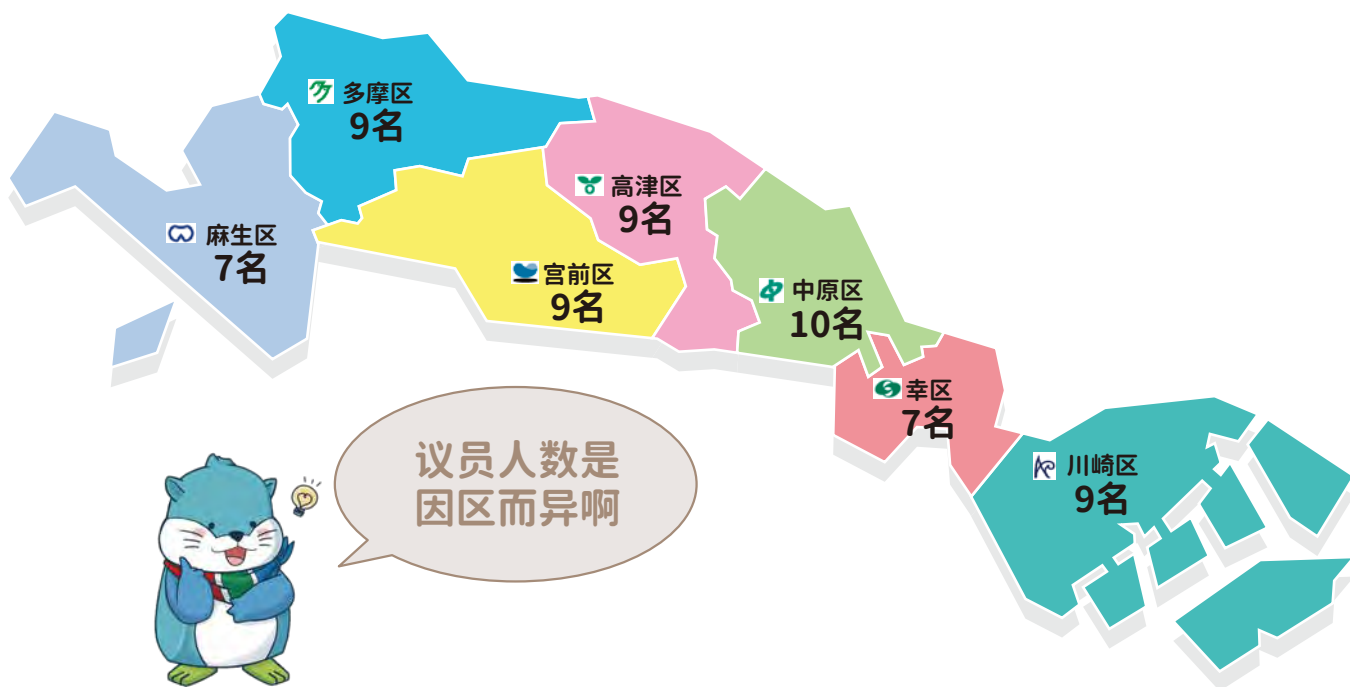 多摩区
9名
麻生区
7名
高津区
9名
宫前区
9名
中原区
10名
幸区
7名
川崎区
9名
议员人数是
因区而异啊